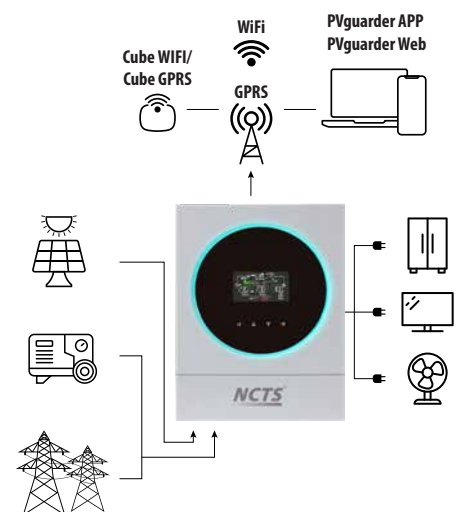 WiFi
PVguarder APP
PVguarder Web
Cube WIFI/
Cube GPRS
GPRS
NCTS